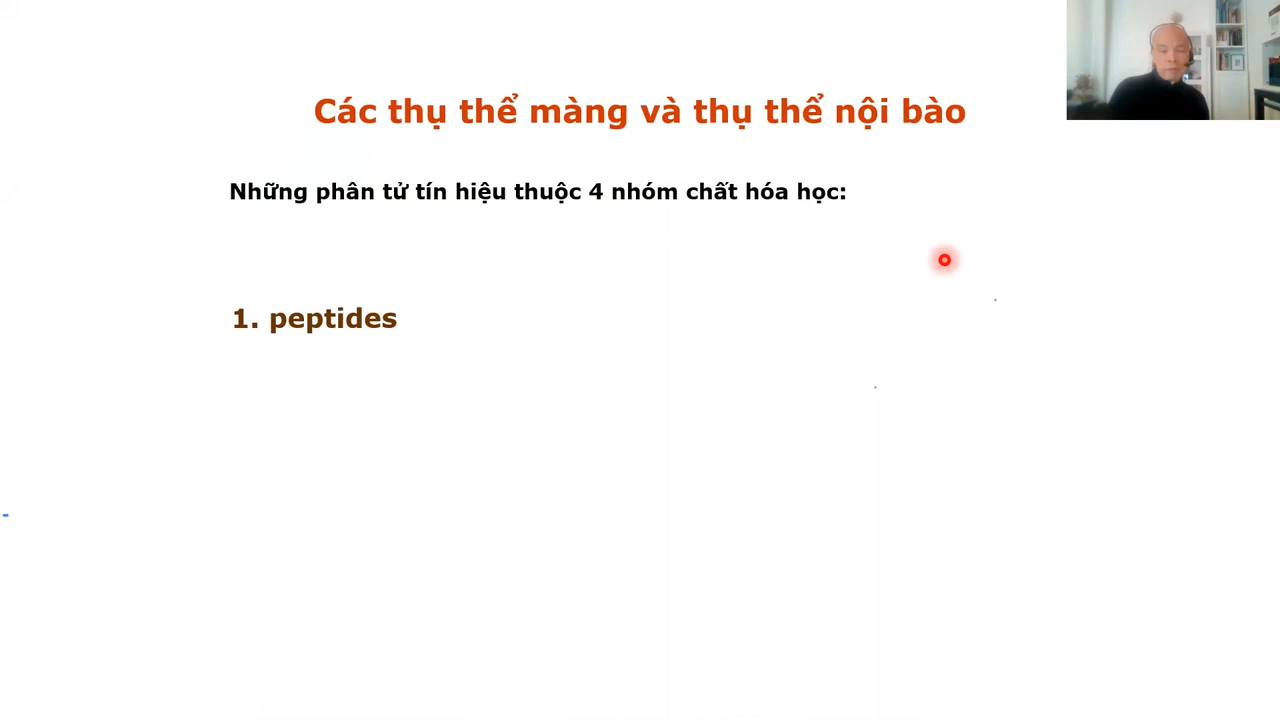 Các thụ thể màng và thụ thể nội bào
Những phân tử tín hiệu thuộc 4 nhóm chất hóa học:
1. peptides